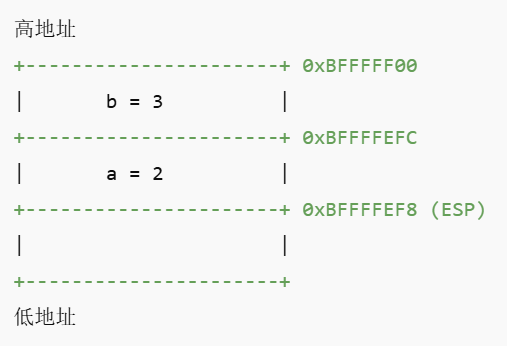 高地址
+-----------------------+ 0xBFFFFF00
|       b = 3          |
+-----------------------+ 0xBFFFFEFC
|       a = 2          |
+-----------------------+ 0xBFFFFEF8 (ESP)
|                      |
+-----------------------+
低地址